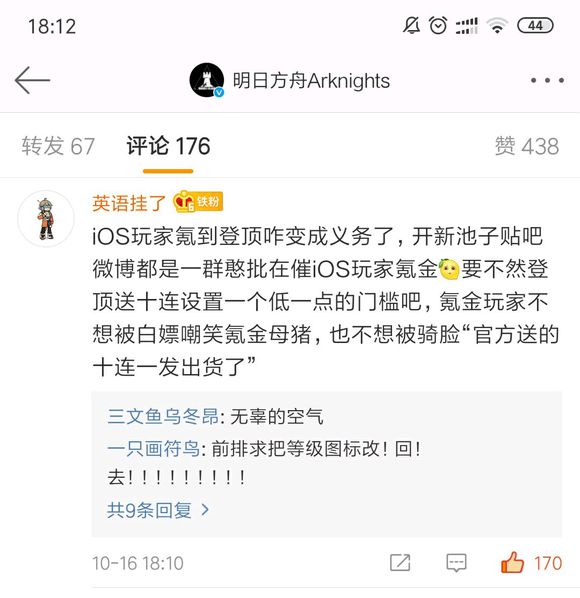 18:12
44
明日方舟Arknights
转发 67
评论 176
赞 438
英语挂了 铁粉
iOS玩家氪到登顶咋变成义务了，开新池子贴吧
微博都是一群憨批在催iOS玩家氪金要不然登
顶送十连设置一个低一点的门槛吧，氪金玩家不
想被白嫖嘲笑氪金母猪，也不想被骑脸“官方送的
十连一发出货了”
三文鱼乌冬昂: 无辜的空气
一只画符鸟: 前排求把等级图标改！回！
去！！！！！！！！！
共9条回复 >
10-16 18:10
170